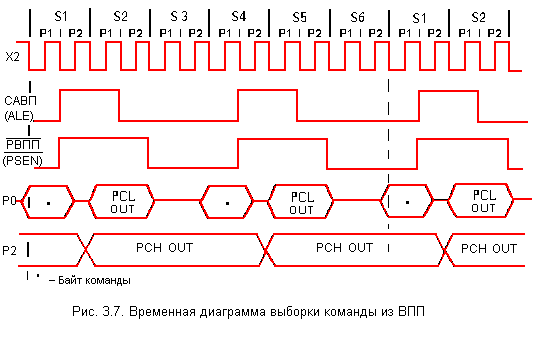 S1 S2 S 3 S4 S5 S6 S1 S2
P1 P2 P1 P2 P1 P2 P1 P2 P1 P2 P1 P2 P1 P2 P1 P2
X2
САВП
(ALE)
РВПП
(PSEN)
P0 • PCL OUT • PCL OUT • PCL OUT
P2 PCH OUT PCH OUT PCH OUT
• – Байт команды
Рис. 3.7. Временная диаграмма выборки команды из ВПП